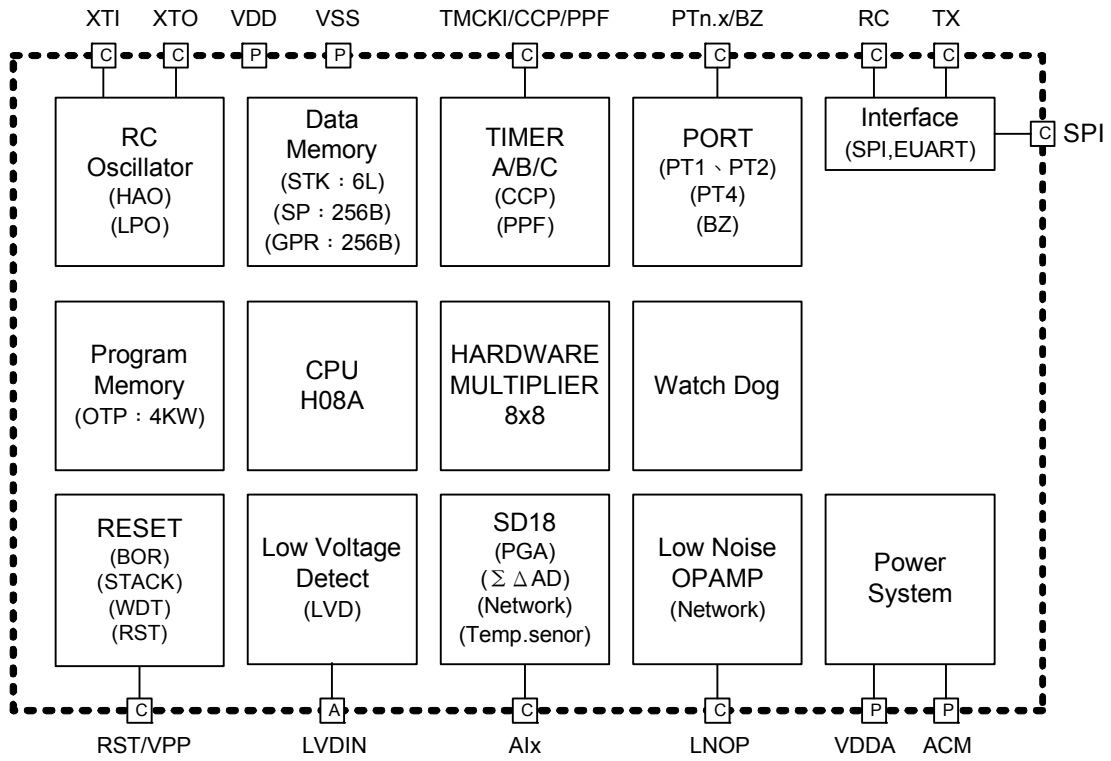 XTI XTO VDD VSS TMCKI/CCP/PPF PTn.x/BZ RC TX
C C P P C C C C
RC
Oscillator
(HAO)
(LPO)
Data
Memory
(STK：6L)
(SP：256B)
(GPR：256B)
TIMER
A/B/C
(CCP)
(PPF)
PORT
(PT1、PT2)
(PT4)
(BZ)
Interface
(SPI,EUART)
C SPI
Program
Memory
(OTP：4KW)
CPU
H08A
HARDWARE
MULTIPLIER
8x8
Watch Dog
RESET
(BOR)
(STACK)
(WDT)
(RST)
Low Voltage
Detect
(LVD)
SD18
(PGA)
(ΣΔAD)
(Network)
(Temp.senor)
Low Noise
OPAMP
(Network)
Power
System
C A C C P P
RST/VPP LVDIN AIx LNOP VDDA ACM